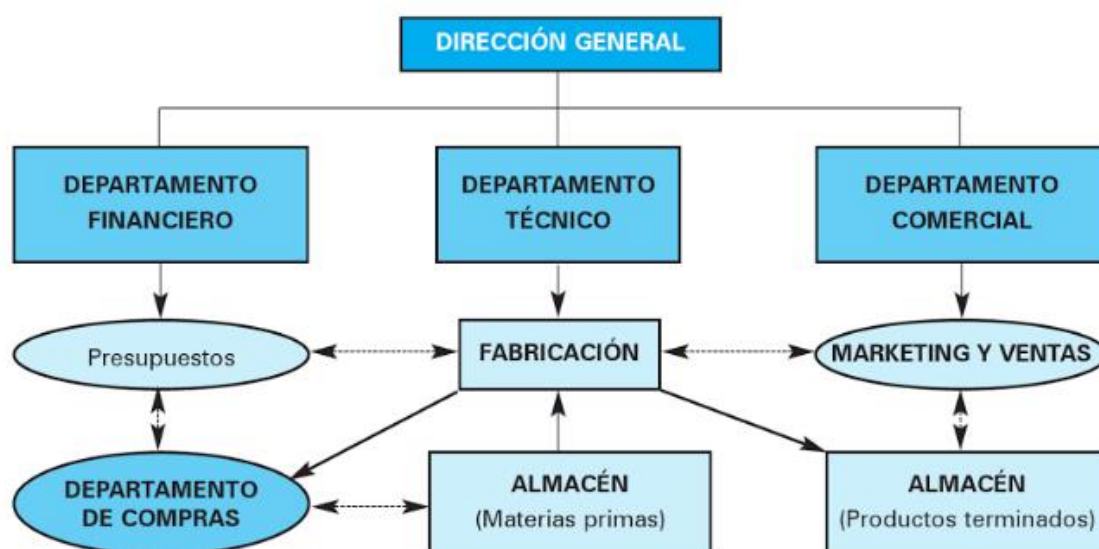 DIRECCIÓN GENERAL
DEPARTAMENTO
FINANCIERO
DEPARTAMENTO
TÉCNICO
DEPARTAMENTO
COMERCIAL
Presupuestos
FABRICACIÓN
MARKETING Y VENTAS
DEPARTAMENTO
DE COMPRAS
ALMACÉN
(Materias primas)
ALMACÉN
(Productos terminados)